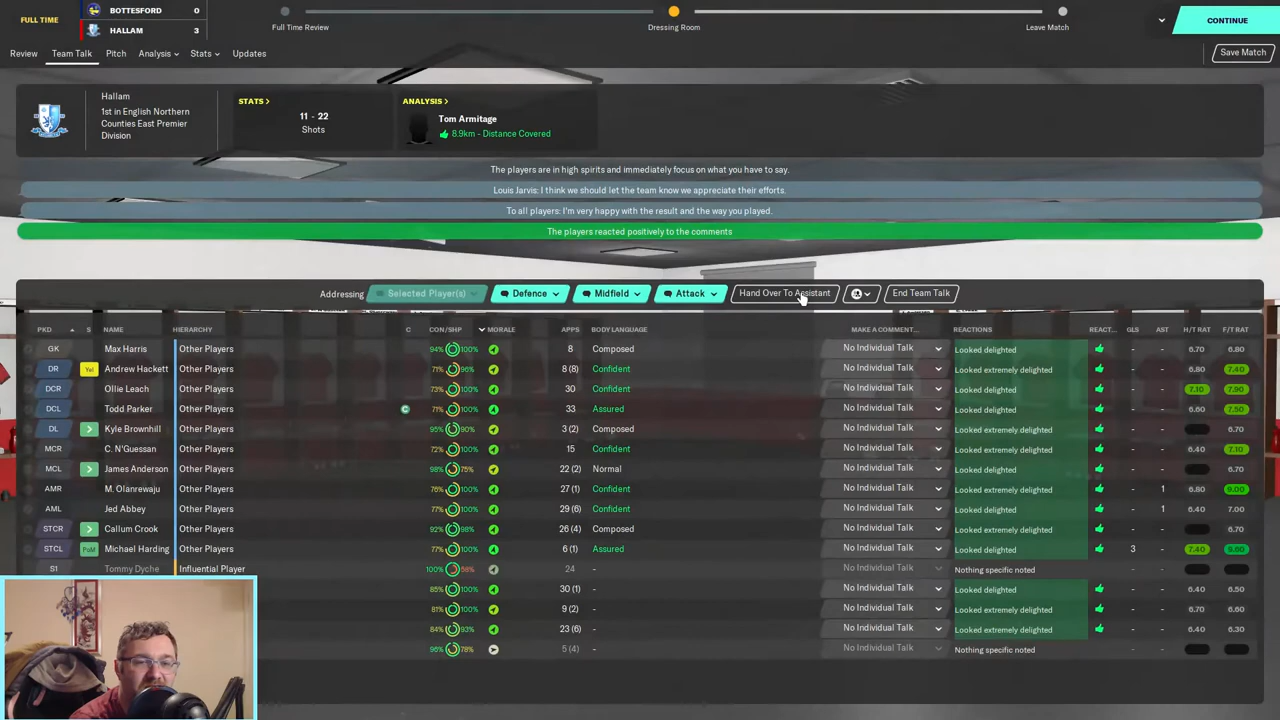 FULL TIME
BOTTESFORD 0
HALLAM 3
Full Time Review
Dressing Room
Leave Match
CONTINUE
Review Team Talk Pitch Analysis Stats Updates
Save Match
Hallam
1st in English Northern
Counties East Premier
Division
STATS >
11 - 22
Shots
ANALYSIS >
Tom Armitage
8.9km - Distance Covered
The players are in high spirits and immediately focus on what you have to say.
Louis Jarvis: I think we should let the team know we appreciate their efforts.
To all players: I'm very happy with the result and the way you played.
The players reacted positively to the comments
Addressing Selected Player(s) Defence Midfield Attack Hand Over To Assistant End Team Talk
PKD S NAME HIERARCHY C CON/SHP MORALE APPS BODY LANGUAGE MAKE A COMMENT... REACTIONS REACT... GLS AST H/T RAT F/T RAT
GK Max Harris Other Players 94% 100% 8 Composed No Individual Talk Looked delighted - - 6.70 6.80
DR Yel Andrew Hackett Other Players 71% 96% 8 (8) Confident No Individual Talk Looked extremely delighted - - 6.80 7.40
DCR Ollie Leach Other Players 73% 100% 30 Confident No Individual Talk Looked delighted - - 7.10 7.90
DCL Todd Parker Other Players C 71% 100% 33 Assured No Individual Talk Looked delighted - - 6.60 7.50
DL Kyle Brownhill Other Players 95% 90% 3 (2) Composed No Individual Talk Looked extremely delighted - - 6.70
MCR C. N'Guessan Other Players 72% 100% 15 Confident No Individual Talk Looked delighted - - 6.40 7.10
MCL James Anderson Other Players 98% 75% 22 (2) Normal No Individual Talk Looked delighted - - 6.70
AMR M. Olanrewaju Other Players 76% 100% 27 (1) Confident No Individual Talk Looked extremely delighted - 1 6.80 9.00
AML Jed Abbey Other Players 77% 100% 29 (6) Confident No Individual Talk Looked delighted - 1 6.40 7.00
STCR Callum Crook Other Players 92% 98% 26 (4) Composed No Individual Talk Looked extremely delighted - - 6.70
STCL PoM Michael Harding Other Players 77% 100% 6 (1) Assured No Individual Talk Looked delighted 3 - 7.40
S1 Tommy Dyche Influential Player 100% 24 - No Individual Talk Nothing specific noted - -
Other Players 85% 100% 30 (1) - No Individual Talk Looked delighted - - 6.40 6.50
Other Players 81% 100% 9 (2) - No Individual Talk Looked extremely delighted - - 6.70 6.60
Other Players 84% 93% 23 (6) - No Individual Talk Looked extremely delighted - - 6.40 6.30
96% 78% 5 (4) - No Individual Talk Nothing specific noted - -